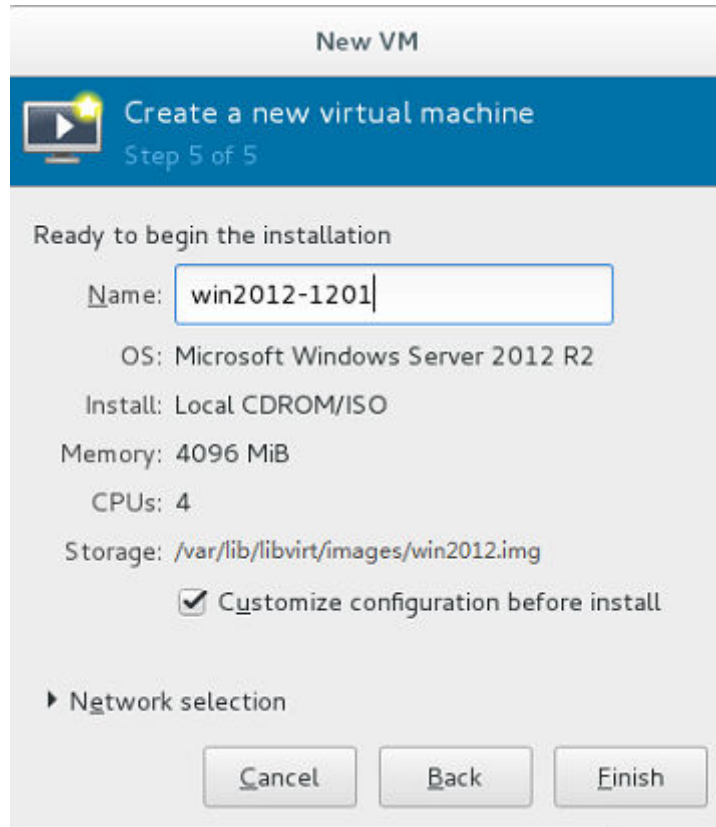 New VM
Create a new virtual machine
Step 5 of 5
Ready to begin the installation
Name: win2012-1201
OS: Microsoft Windows Server 2012 R2
Install: Local CDROM/ISO
Memory: 4096 MiB
CPUs: 4
Storage: /var/lib/libvirt/images/win2012.img
Customize configuration before install
Network selection
Cancel Back Finish